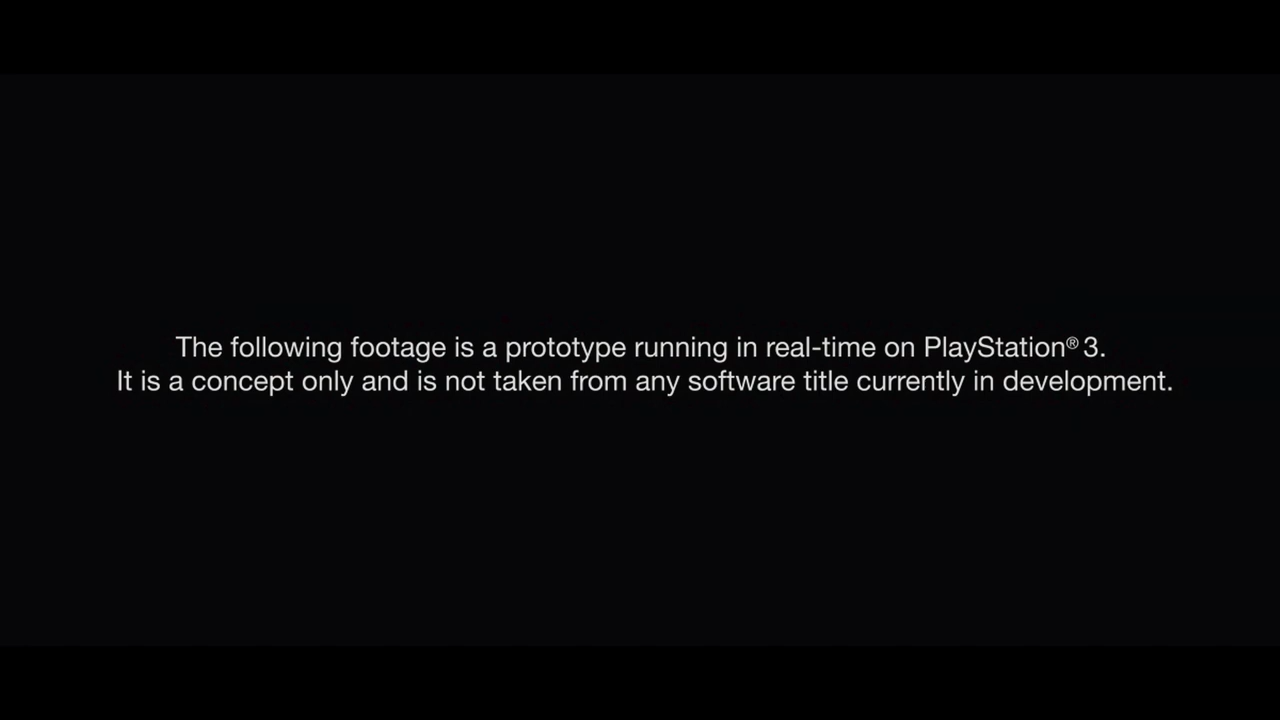 The following footage is a prototype running in real-time on PlayStation®3.
It is a concept only and is not taken from any software title currently in development.